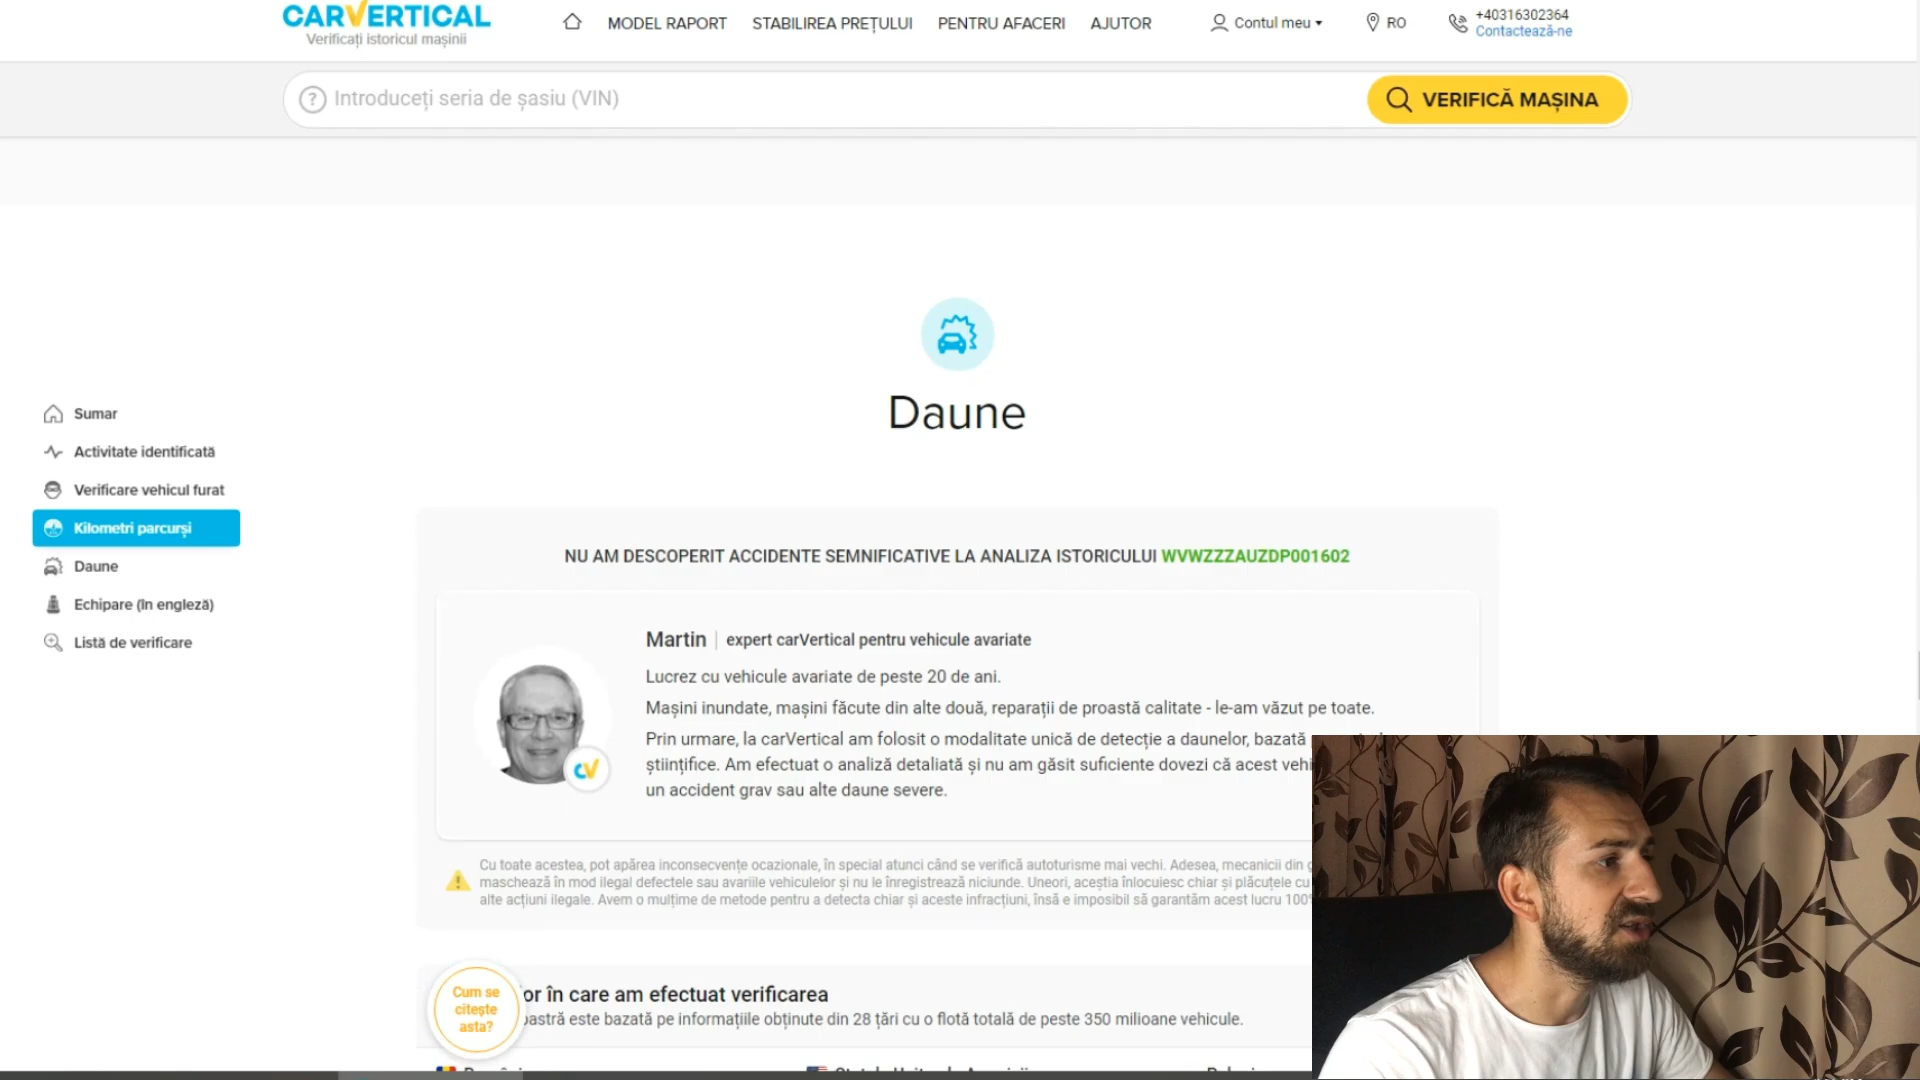 CARVERTICAL
Verificați istoricul mașinii
MODEL RAPORT
STABILIREA PREȚULUI
PENTRU AFACERI
AJUTOR
Contul meu
RO
+40316302364
Contactează-ne
Introduceți seria de șasiu (VIN)
VERIFICĂ MAȘINA
Daune
Sumar
Activitate identificată
Verificare vehicul furat
Kilometri parcurși
Daune
Echipare (în engleză)
Listă de verificare
NU AM DESCOPERIT ACCIDENTE SEMNIFICATIVE LA ANALIZA ISTORICULUI WVWZZZAUZDP001602
Martin | expert carVertical pentru vehicule avariate
Lucrez cu vehicule avariate de peste 20 de ani.
Mașini inundate, mașini făcute din alte două, reparații de proastă calitate - le-am văzut pe toate.
Prin urmare, la carVertical am folosit o modalitate unică de detecție a daunelor, bazată
științifice. Am efectuat o analiză detaliată și nu am găsit suficiente dovezi că acest vehi
un accident grav sau alte daune severe.
cV
Cu toate acestea, pot apărea inconsecvențe ocazionale, în special atunci când se verifică autoturisme mai vechi. Adesea, mecanicii din g
maschează în mod ilegal defectele sau avariile vehiculelor și nu le înregistrează niciunde. Uneori, aceștia înlocuiesc chiar și plăcuțele cu
alte acțiuni ilegale. Avem o mulțime de metode pentru a detecta chiar și aceste infracțiuni, însă e imposibil să garantăm acest lucru 100%
Cum se
citește
asta?
or în care am efectuat verificarea
oastră este bazată pe informațiile obținute din 28 țări cu o flotă totală de peste 350 milioane vehicule.